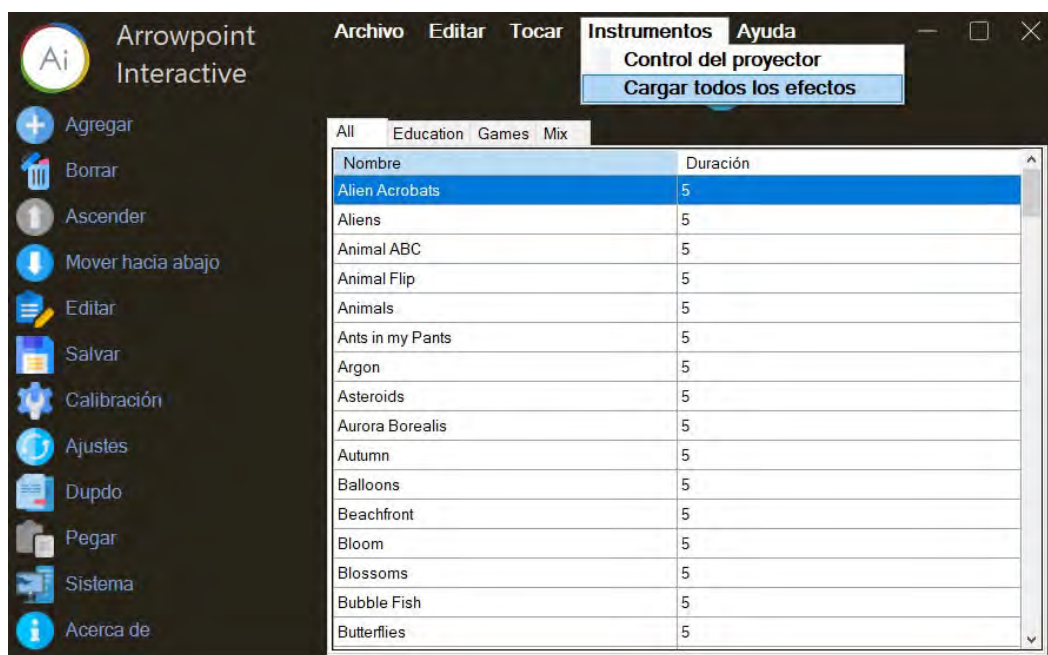 Ai
Arrowpoint
Interactive
Archivo Editar Tocar Instrumentos Ayuda
Control del proyector
Cargar todos los efectos
Agregar
Borrar
Ascender
Mover hacia abajo
Editar
Salvar
Calibración
Ajustes
Dupdo
Pegar
Sistema
Acerca de
All Education Games Mix
Nombre Duración
Alien Acrobats 5
Aliens 5
Animal ABC 5
Animal Flip 5
Animals 5
Ants in my Pants 5
Argon 5
Asteroids 5
Aurora Borealis 5
Autumn 5
Balloons 5
Beachfront 5
Bloom 5
Blossoms 5
Bubble Fish 5
Butterflies 5